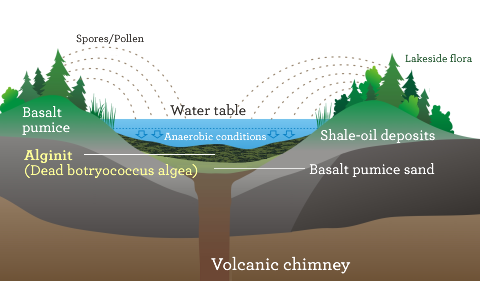 Spores/Pollen
Lakeside flora
Water table
Basalt
pumice
Anaerobic conditions
Shale-oil deposits
Alginit
(Dead botryococcus algea)
Basalt pumice sand
Volcanic chimney